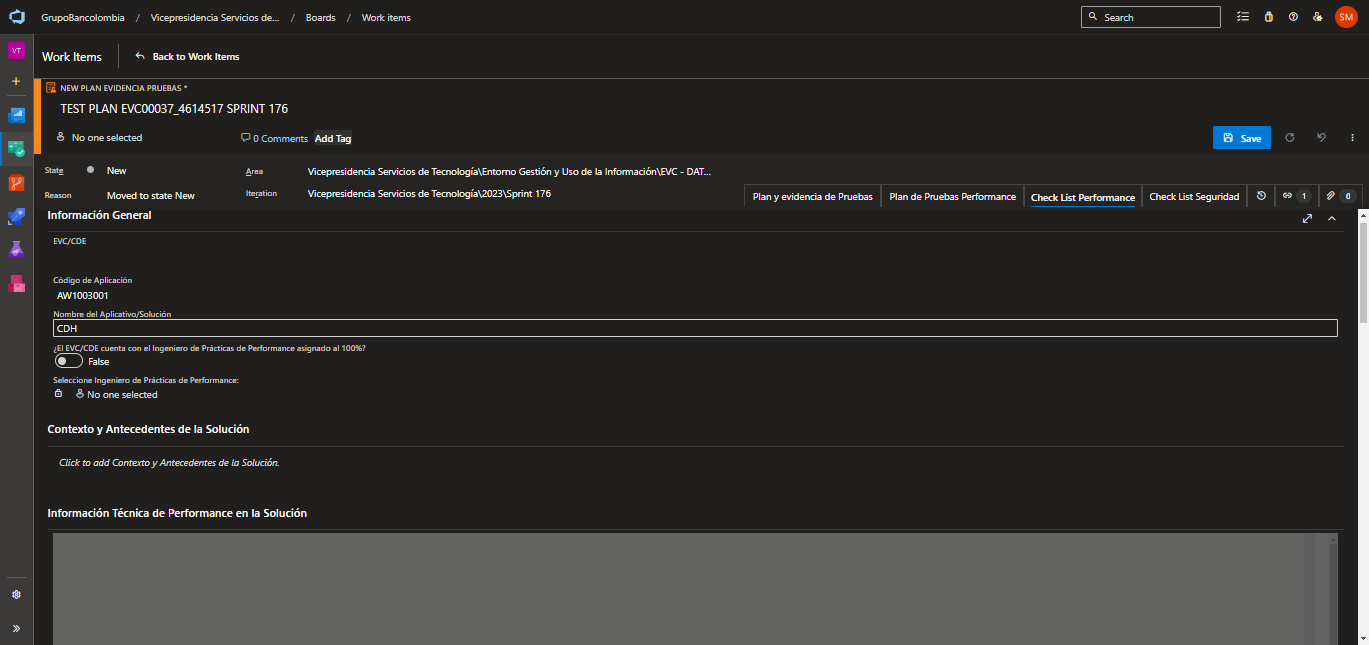 GrupoBancolombia / Vicepresidencia Servicios de... / Boards / Work items
Search
SM
VT
Work Items
Back to Work Items
NEW PLAN EVIDENCIA PRUEBAS *
TEST PLAN EVC00037_4614517 SPRINT 176
No one selected
0 Comments
Add Tag
Save
State
New
Area
Vicepresidencia Servicios de Tecnología\Entorno Gestión y Uso de la Información\EVC - DAT...
Reason
Moved to state New
Iteration
Vicepresidencia Servicios de Tecnología\2023\Sprint 176
Plan y evidencia de Pruebas
Plan de Pruebas Performance
Check List Performance
Check List Seguridad
1
0
Información General
EVC/CDE
Código de Aplicación
AW1003001
Nombre del Aplicativo/Solución
CDH
¿El EVC/CDE cuenta con el Ingeniero de Prácticas de Performance asignado al 100%?
False
Seleccione Ingeniero de Prácticas de Performance:
No one selected
Contexto y Antecedentes de la Solución
Click to add Contexto y Antecedentes de la Solución.
Información Técnica de Performance en la Solución